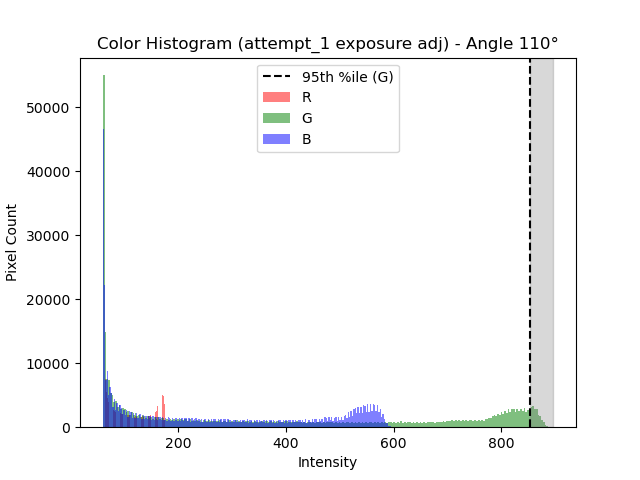 Color Histogram (attempt_1 exposure adj) - Angle 110°
95th %ile (G)
R
G
B
50000
40000
30000
20000
10000
0
Pixel Count
200
400
600
800
Intensity